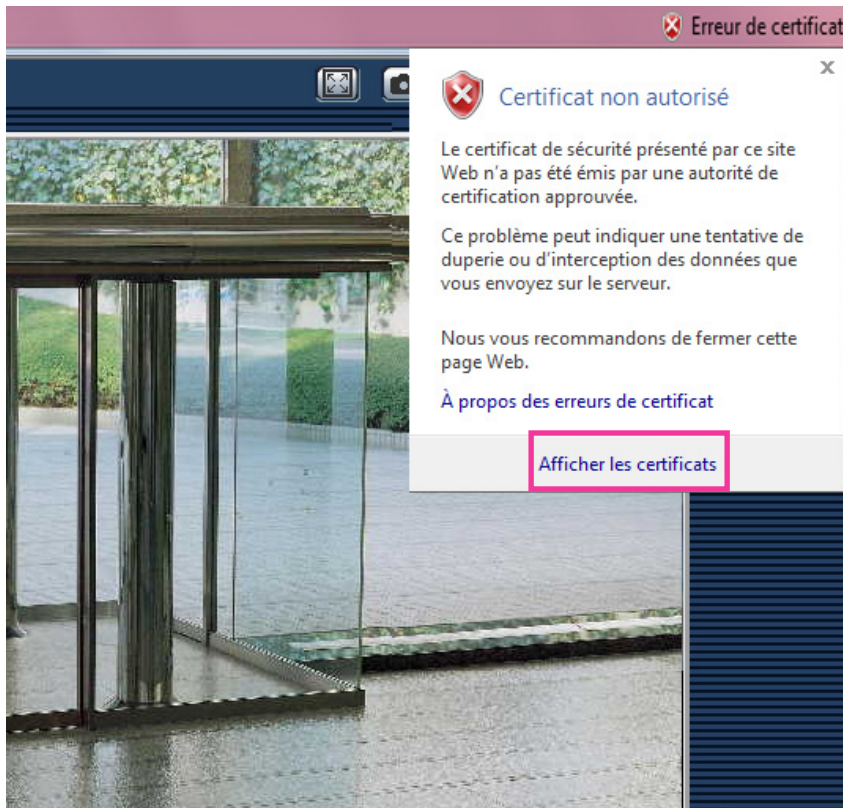 Erreur de certificat
x
Certificat non autorisé
Le certificat de sécurité présenté par ce site
Web n'a pas été émis par une autorité de
certification approuvée.
Ce problème peut indiquer une tentative de
duperie ou d'interception des données que
vous envoyez sur le serveur.
Nous vous recommandons de fermer cette
page Web.
À propos des erreurs de certificat
Afficher les certificats